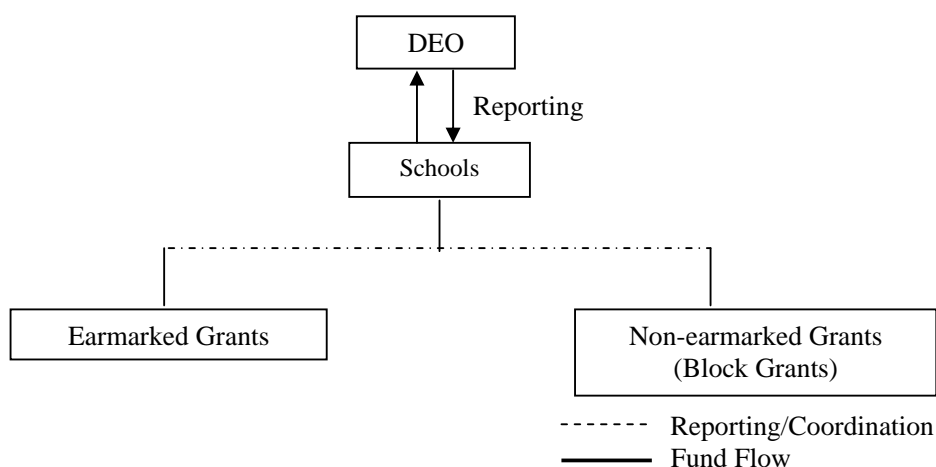 DEO
Reporting
Schools
Earmarked Grants
Non-earmarked Grants
(Block Grants)
Reporting/Coordination
Fund Flow